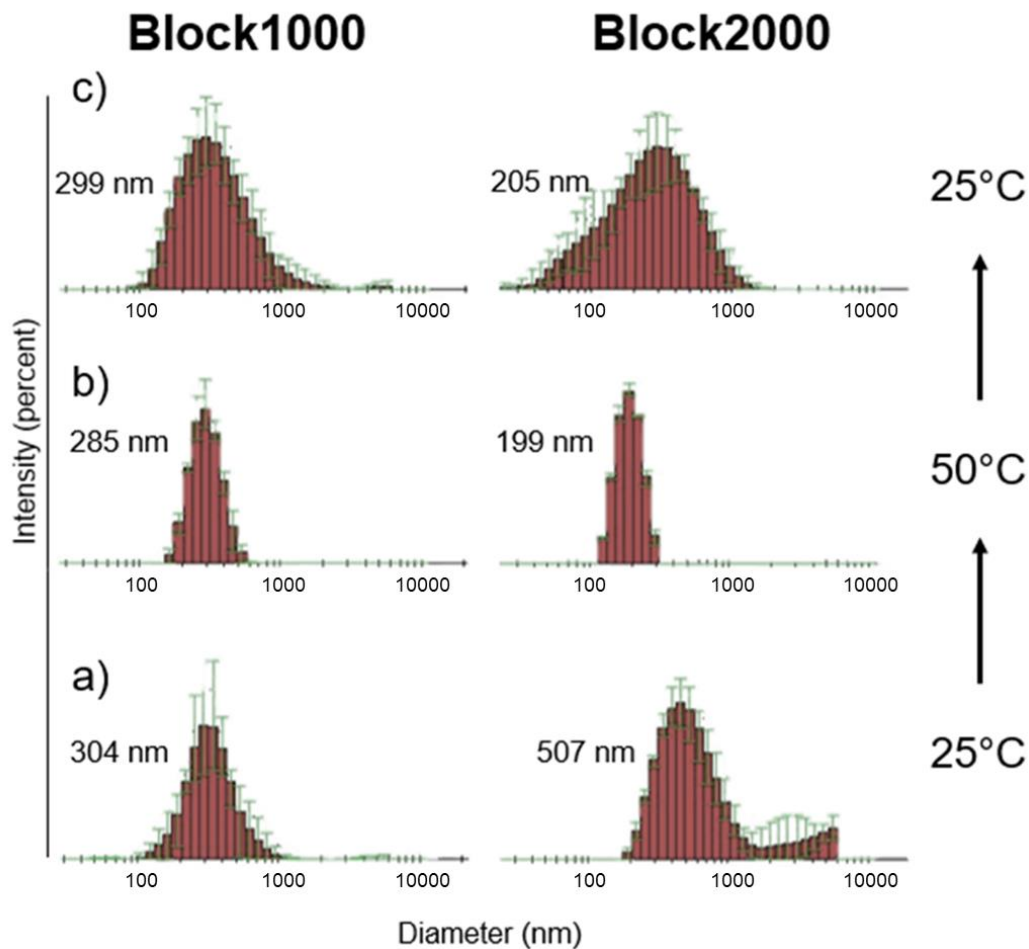 Block1000 Block2000
c)
299 nm 205 nm 25°C
100 1000 10000 100 1000 10000
b)
285 nm 199 nm 50°C
100 1000 10000 100 1000 10000
a)
304 nm 507 nm 25°C
100 1000 10000 100 1000 10000
Intensity (percent)
Diameter (nm)